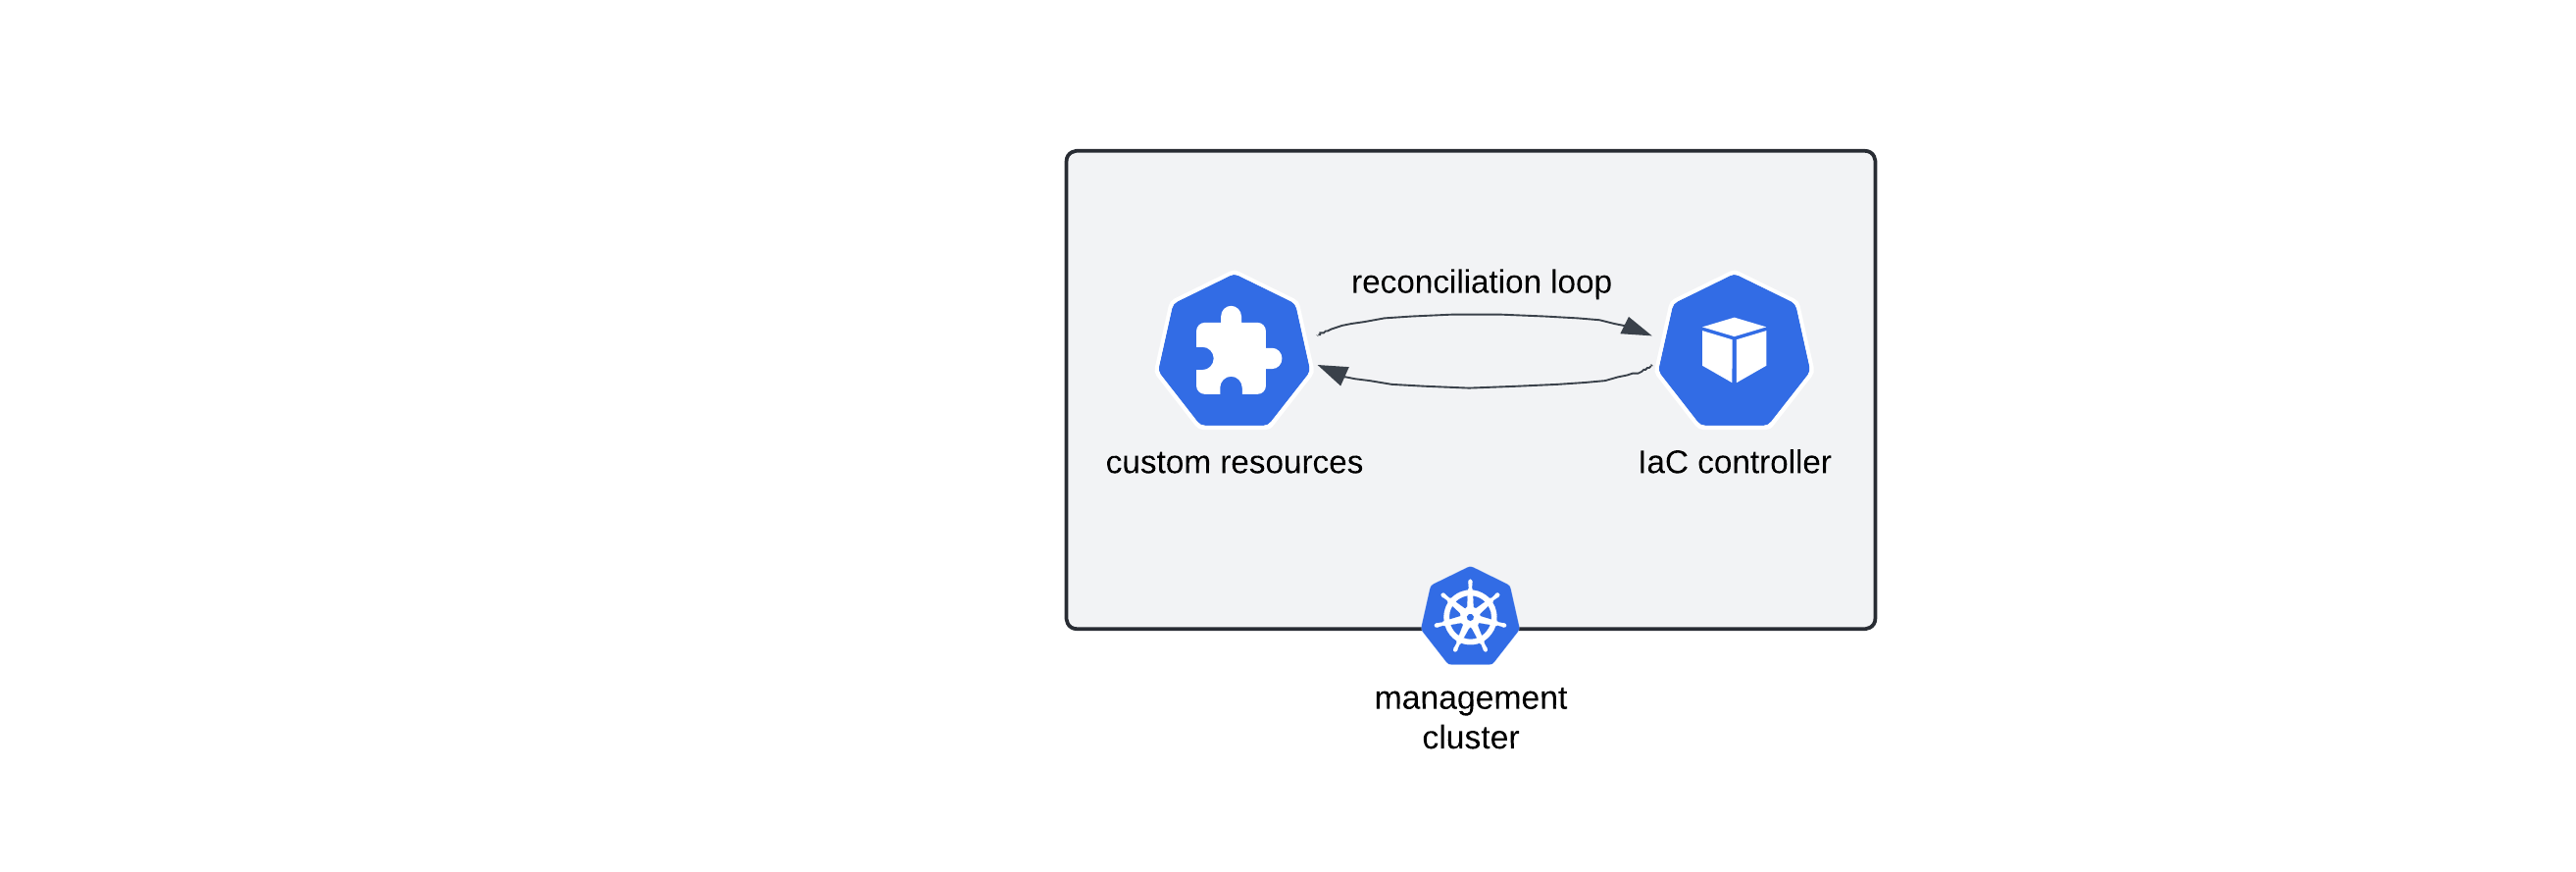 reconciliation loop
custom resources
IaC controller
management
cluster